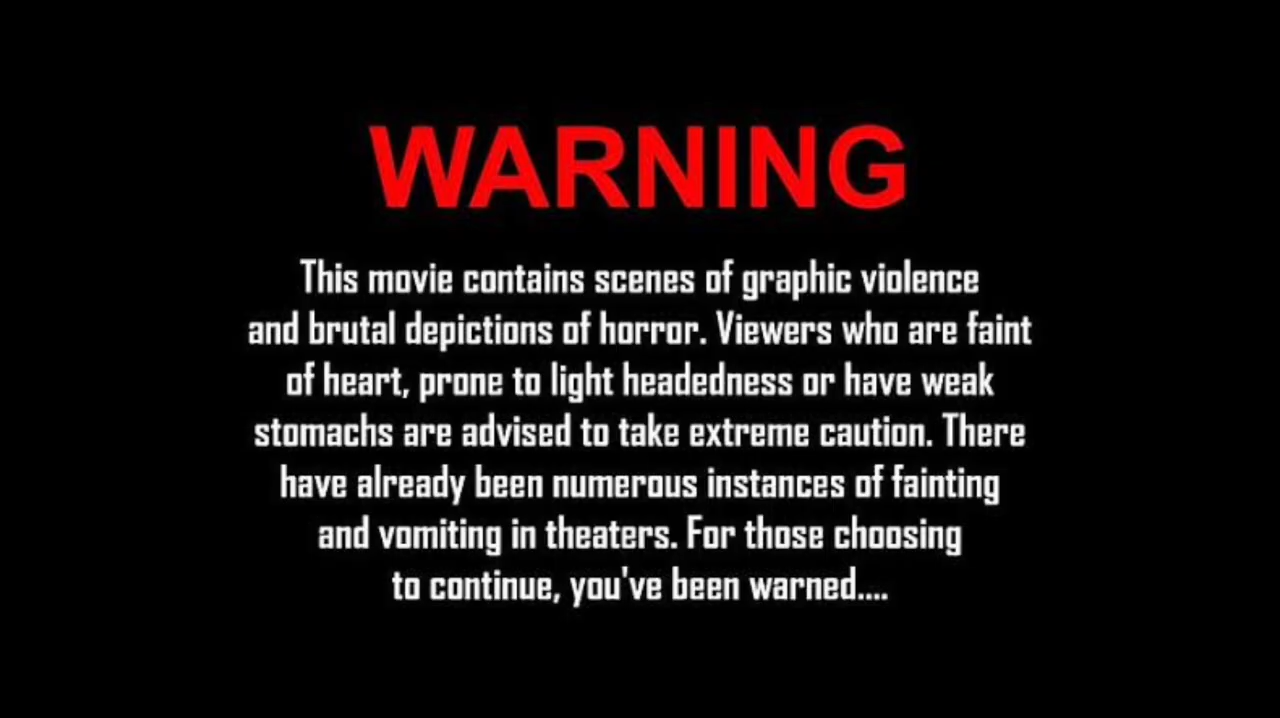 WARNING
This movie contains scenes of graphic violence
and brutal depictions of horror. Viewers who are faint
of heart, prone to light headedness or have weak
stomachs are advised to take extreme caution. There
have already been numerous instances of fainting
and vomiting in theaters. For those choosing
to continue, you've been warned....